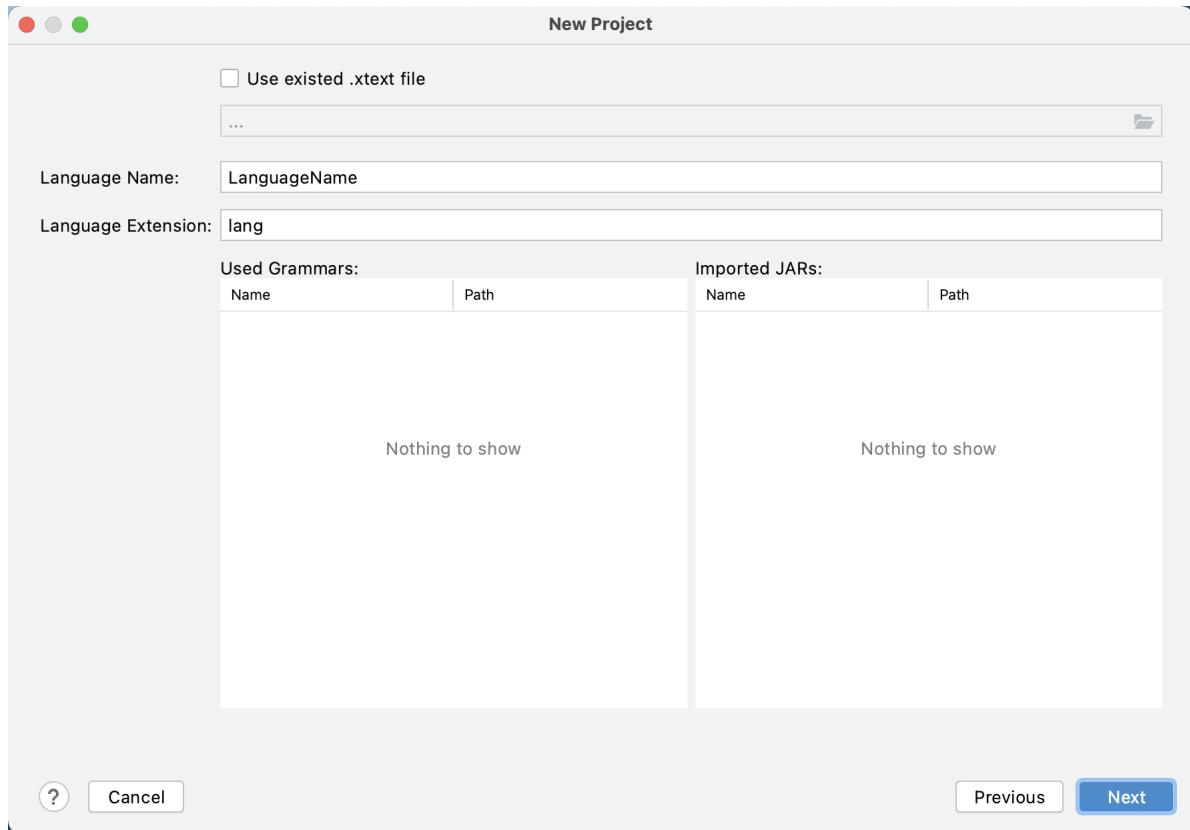 New Project
Use existed .xtext file
...
Language Name: LanguageName
Language Extension: lang
Used Grammars: Imported JARs:
Name Path Name Path
Nothing to show Nothing to show
? Cancel Previous Next